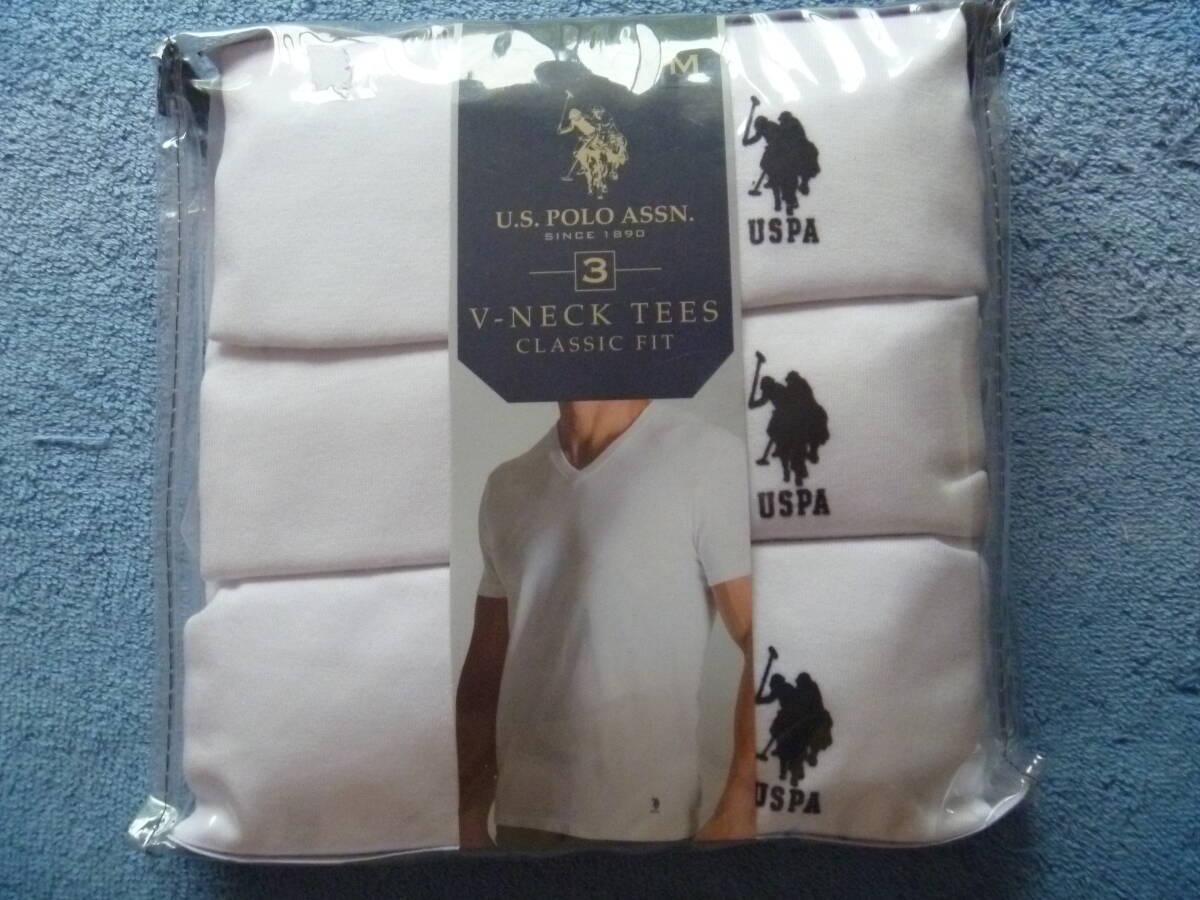 M
U.S. POLO ASSN.
SINCE 1890
3
V-NECK TEES
CLASSIC FIT
USPA
USPA
USPA